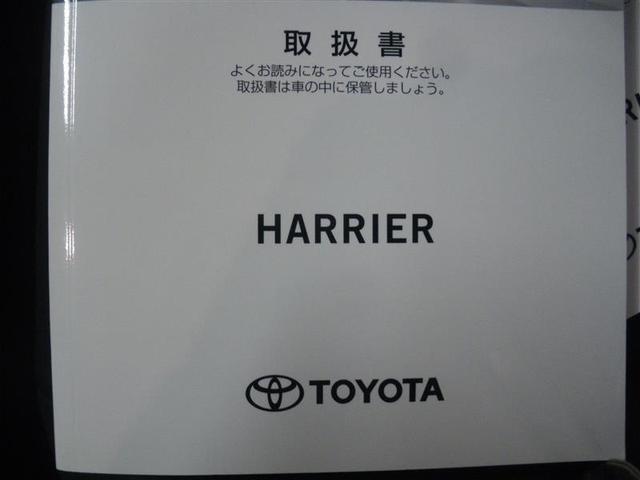 取扱書
よくお読みになってご使用ください。
取扱書は車の中に保管しましょう。
HARRIER
TOYOTA